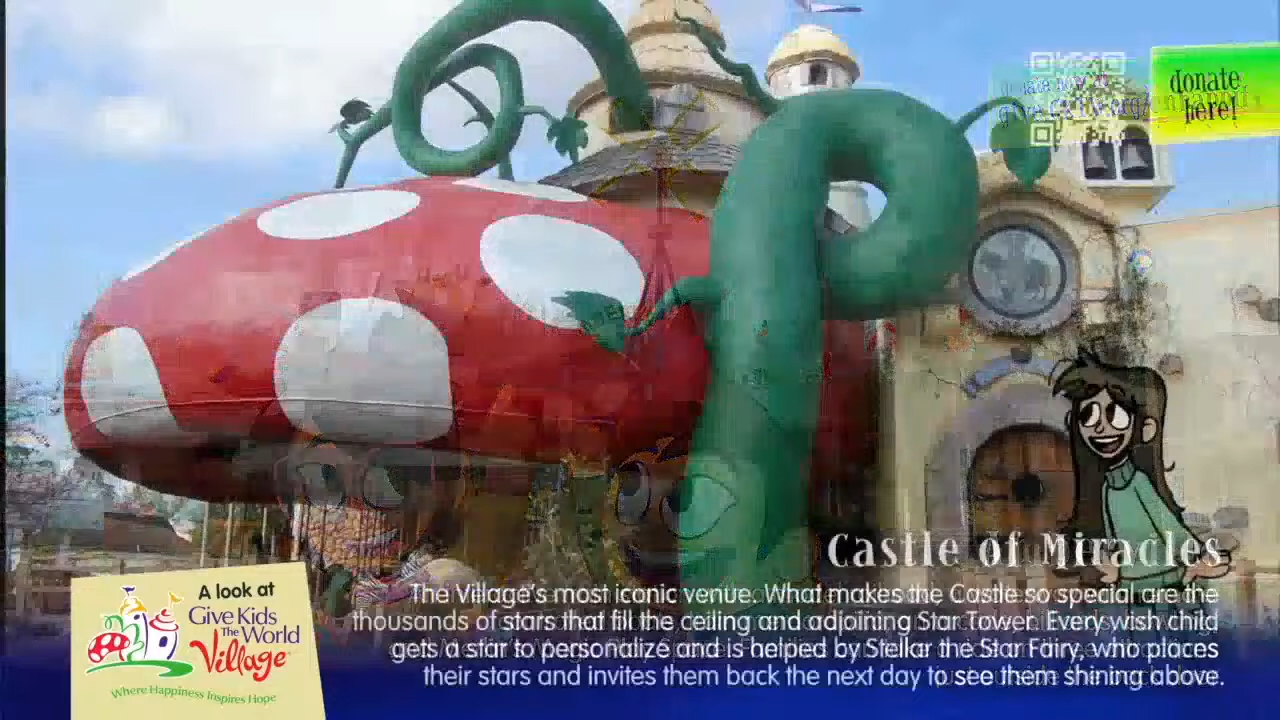 donate
here!
Castle of Miracles
The Village's most iconic venue. What makes the Castle so special are the
thousands of stars that fill the ceiling and adjoining Star Tower. Every wish child
gets a star to personalize and is helped by Stellar the Star Fairy, who places
their stars and invites them back the next day to see them shining above.
A look at
Give Kids
The World
Village
Where Happiness Inspires Hope